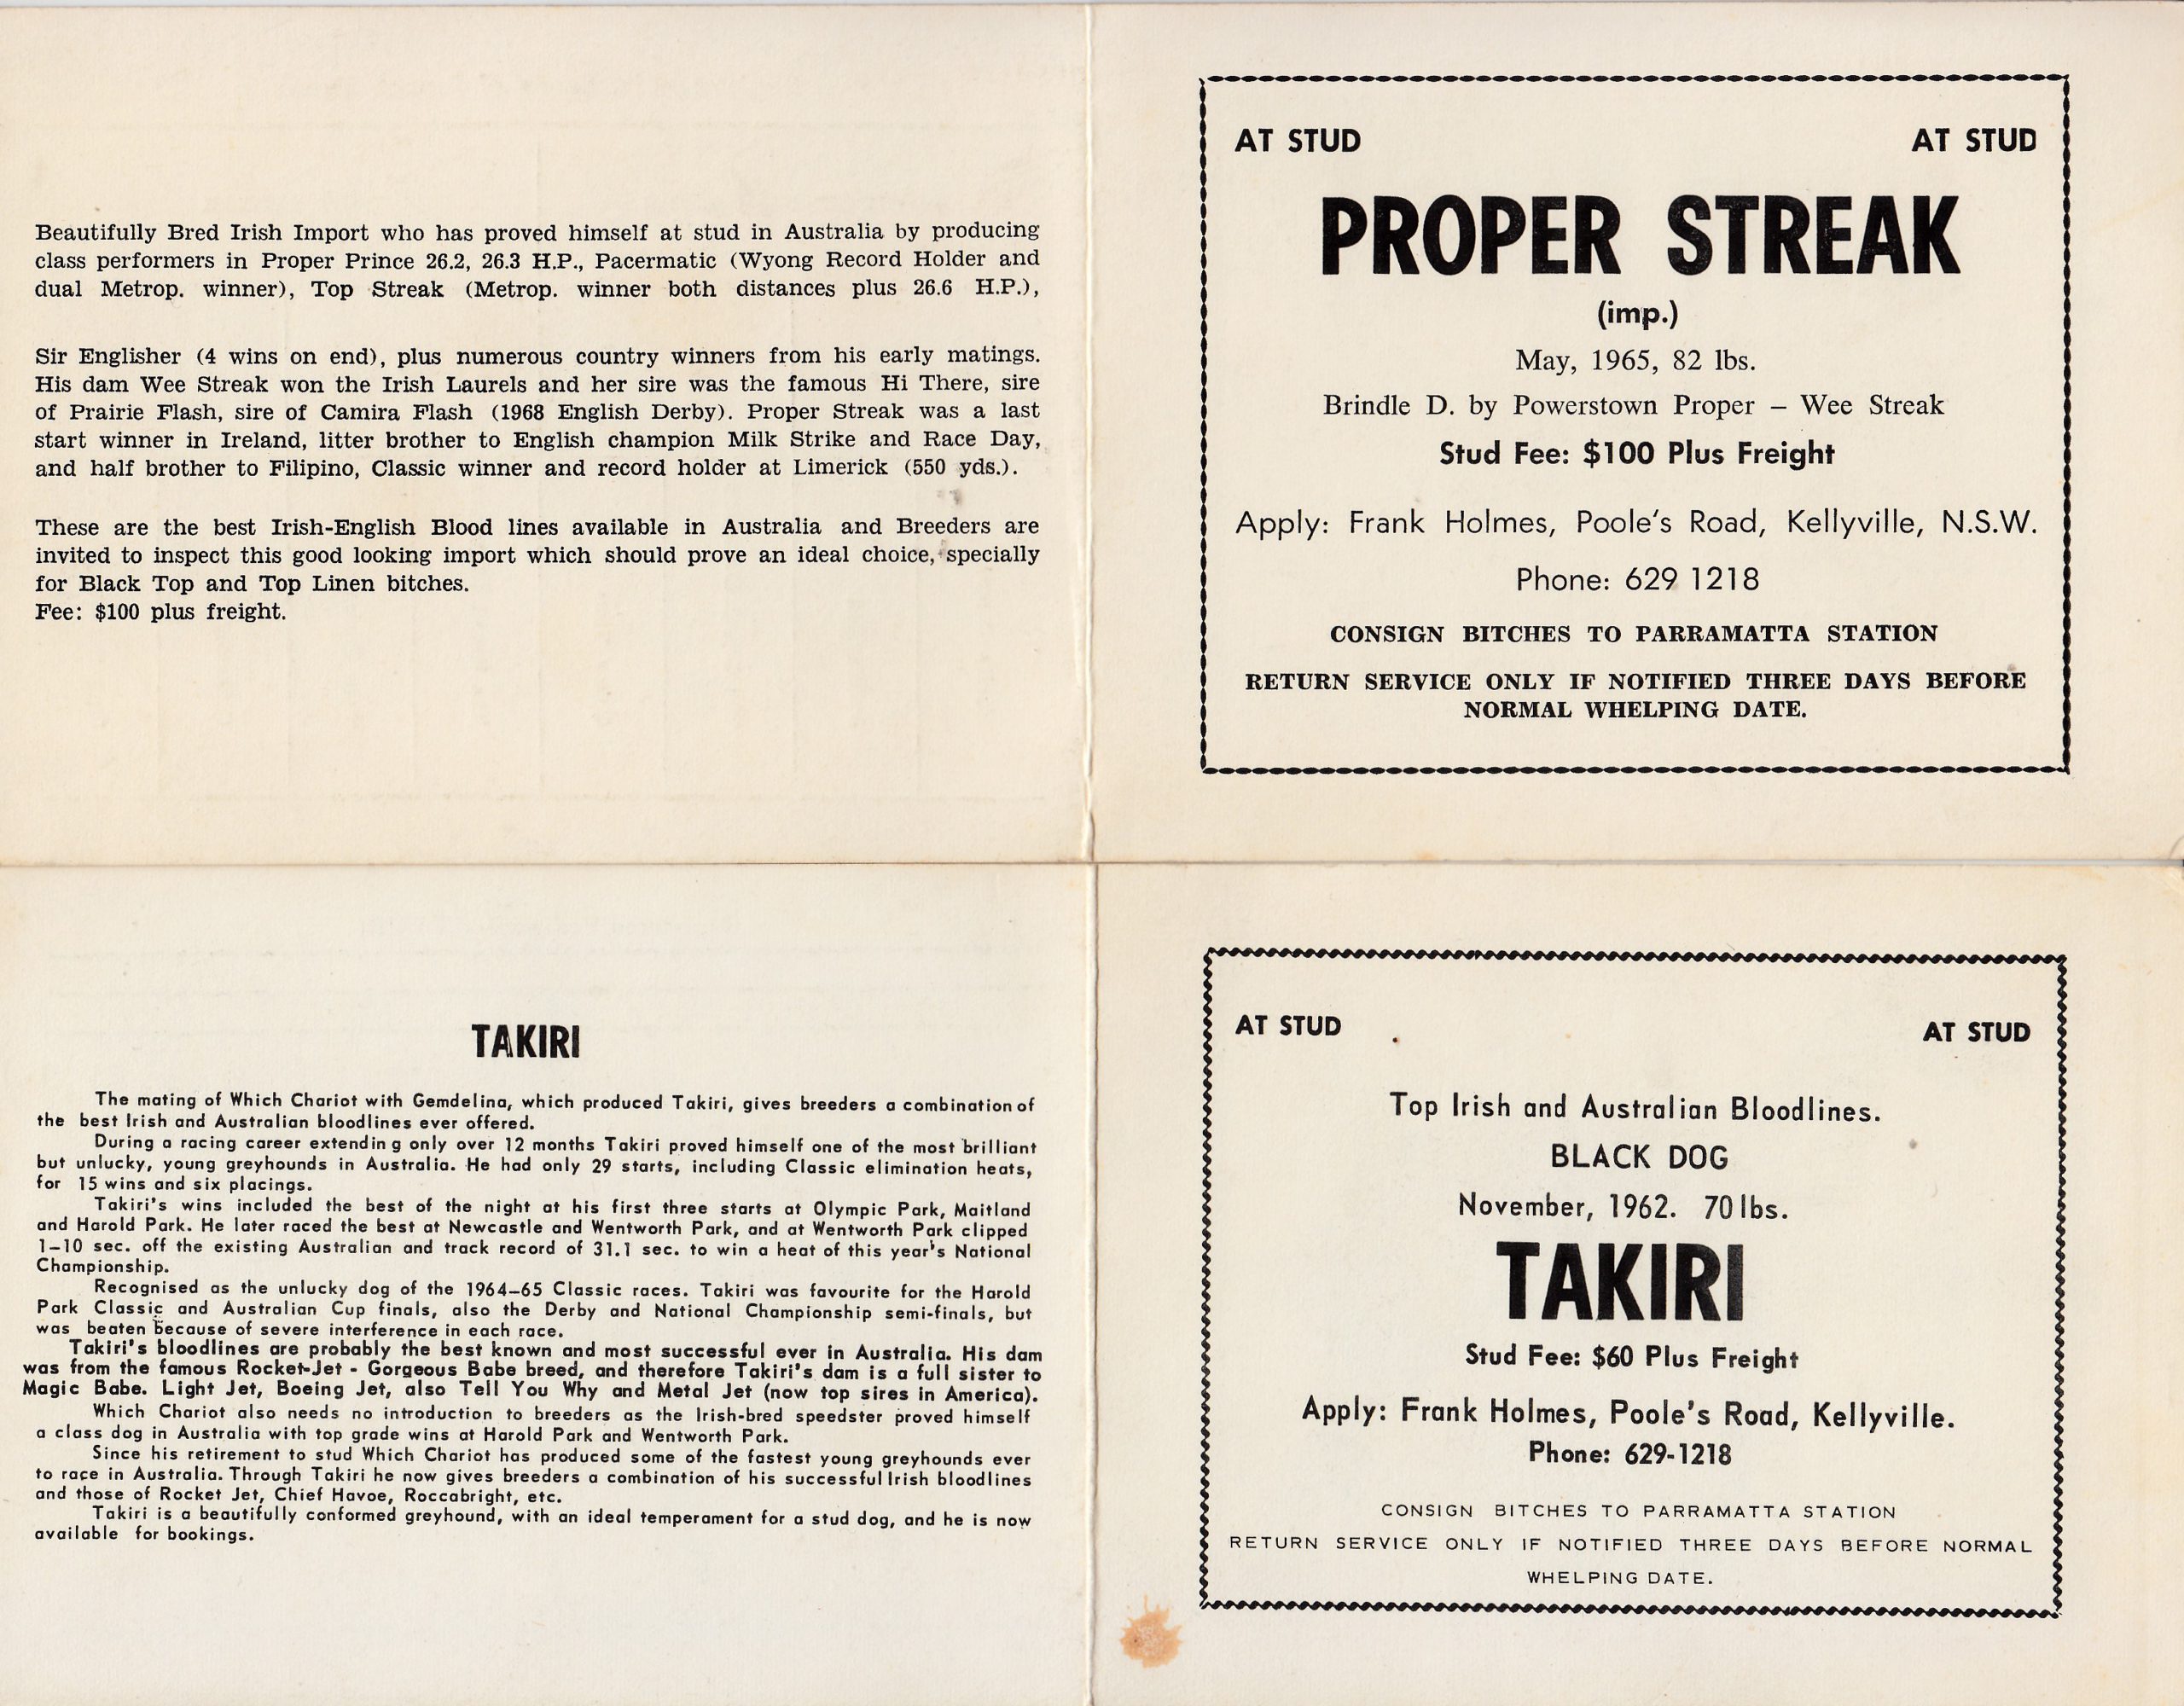 Beautifully Bred Irish Import who has proved himself at stud in Australia by producing
class performers in Proper Prince 26.2, 26.3 H.P., Pacermatic (Wyong Record Holder and
dual Metrop. winner), Top Streak (Metrop. winner both distances plus 26.6 H.P.),
Sir Englisher (4 wins on end), plus numerous country winners from his early matings.
His dam Wee Streak won the Irish Laurels and her sire was the famous Hi There, sire
of Prairie Flash, sire of Camira Flash (1968 English Derby). Proper Streak was a last
start winner in Ireland, litter brother to English champion Milk Strike and Race Day,
and half brother to Filipino, Classic winner and record holder at Limerick (550 yds.).
These are the best Irish-English Blood lines available in Australia and Breeders are
invited to inspect this good looking import which should prove an ideal choice, specially
for Black Top and Top Linen bitches.
Fee: $100 plus freight.
AT STUD AT STUD
PROPER STREAK
(imp.)
May, 1965, 82 lbs.
Brindle D. by Powerstown Proper – Wee Streak
Stud Fee: $100 Plus Freight
Apply: Frank Holmes, Poole's Road, Kellyville, N.S.W.
Phone: 629 1218
CONSIGN BITCHES TO PARRAMATTA STATION
RETURN SERVICE ONLY IF NOTIFIED THREE DAYS BEFORE
NORMAL WHELPING DATE.
TAKIRI
The mating of Which Chariot with Gemdelina, which produced Takiri, gives breeders a combination of
the best Irish and Australian bloodlines ever offered.
During a racing career extending only over 12 months Takiri proved himself one of the most brilliant
but unlucky, young greyhounds in Australia. He had only 29 starts, including Classic elimination heats,
for 15 wins and six placings.
Takiri's wins included the best of the night at his first three starts at Olympic Park, Maitland
and Harold Park. He later raced the best at Newcastle and Wentworth Park, and at Wentworth Park clipped
1–10 sec. off the existing Australian and track record of 31.1 sec. to win a heat of this year's National
Championship.
Recognised as the unlucky dog of the 1964–65 Classic races. Takiri was favourite for the Harold
Park Classic and Australian Cup finals, also the Derby and National Championship semi-finals, but
was beaten because of severe interference in each race.
Takiri's bloodlines are probably the best known and most successful ever in Australia. His dam
was from the famous Rocket-Jet - Gorgeous Babe breed, and therefore Takiri's dam is a full sister to
Magic Babe. Light Jet, Boeing Jet, also Tell You Why and Metal Jet (now top sires in America).
Which Chariot also needs no introduction to breeders as the Irish-bred speedster proved himself
a class dog in Australia with top grade wins at Harold Park and Wentworth Park.
Since his retirement to stud Which Chariot has produced some of the fastest young greyhounds ever
to race in Australia. Through Takiri he now gives breeders a combination of his successful Irish bloodlines
and those of Rocket Jet, Chief Havoe, Roccabright, etc.
Takiri is a beautifully conformed greyhound, with an ideal temperament for a stud dog, and he is now
available for bookings.
AT STUD AT STUD
Top Irish and Australian Bloodlines.
BLACK DOG
November, 1962. 70 lbs.
TAKIRI
Stud Fee: $60 Plus Freight
Apply: Frank Holmes, Poole's Road, Kellyville.
Phone: 629-1218
CONSIGN BITCHES TO PARRAMATTA STATION
RETURN SERVICE ONLY IF NOTIFIED THREE DAYS BEFORE NORMAL
WHELPING DATE.